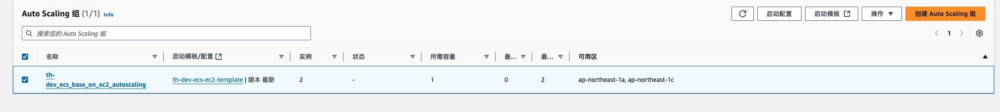 Auto Scaling 组 (1/1) Info
启动配置
启动模板
操作
创建 Auto Scaling 组
搜索您的 Auto Scaling 组
1
名称
启动模板/配置
实例
状态
所需容量
最...
最...
可用区
th-
dev_ecs_base_on_ec2_autoscaling
th-dev-ecs-ec2-template | 版本 最新
2
-
1
0
2
ap-northeast-1a, ap-northeast-1c